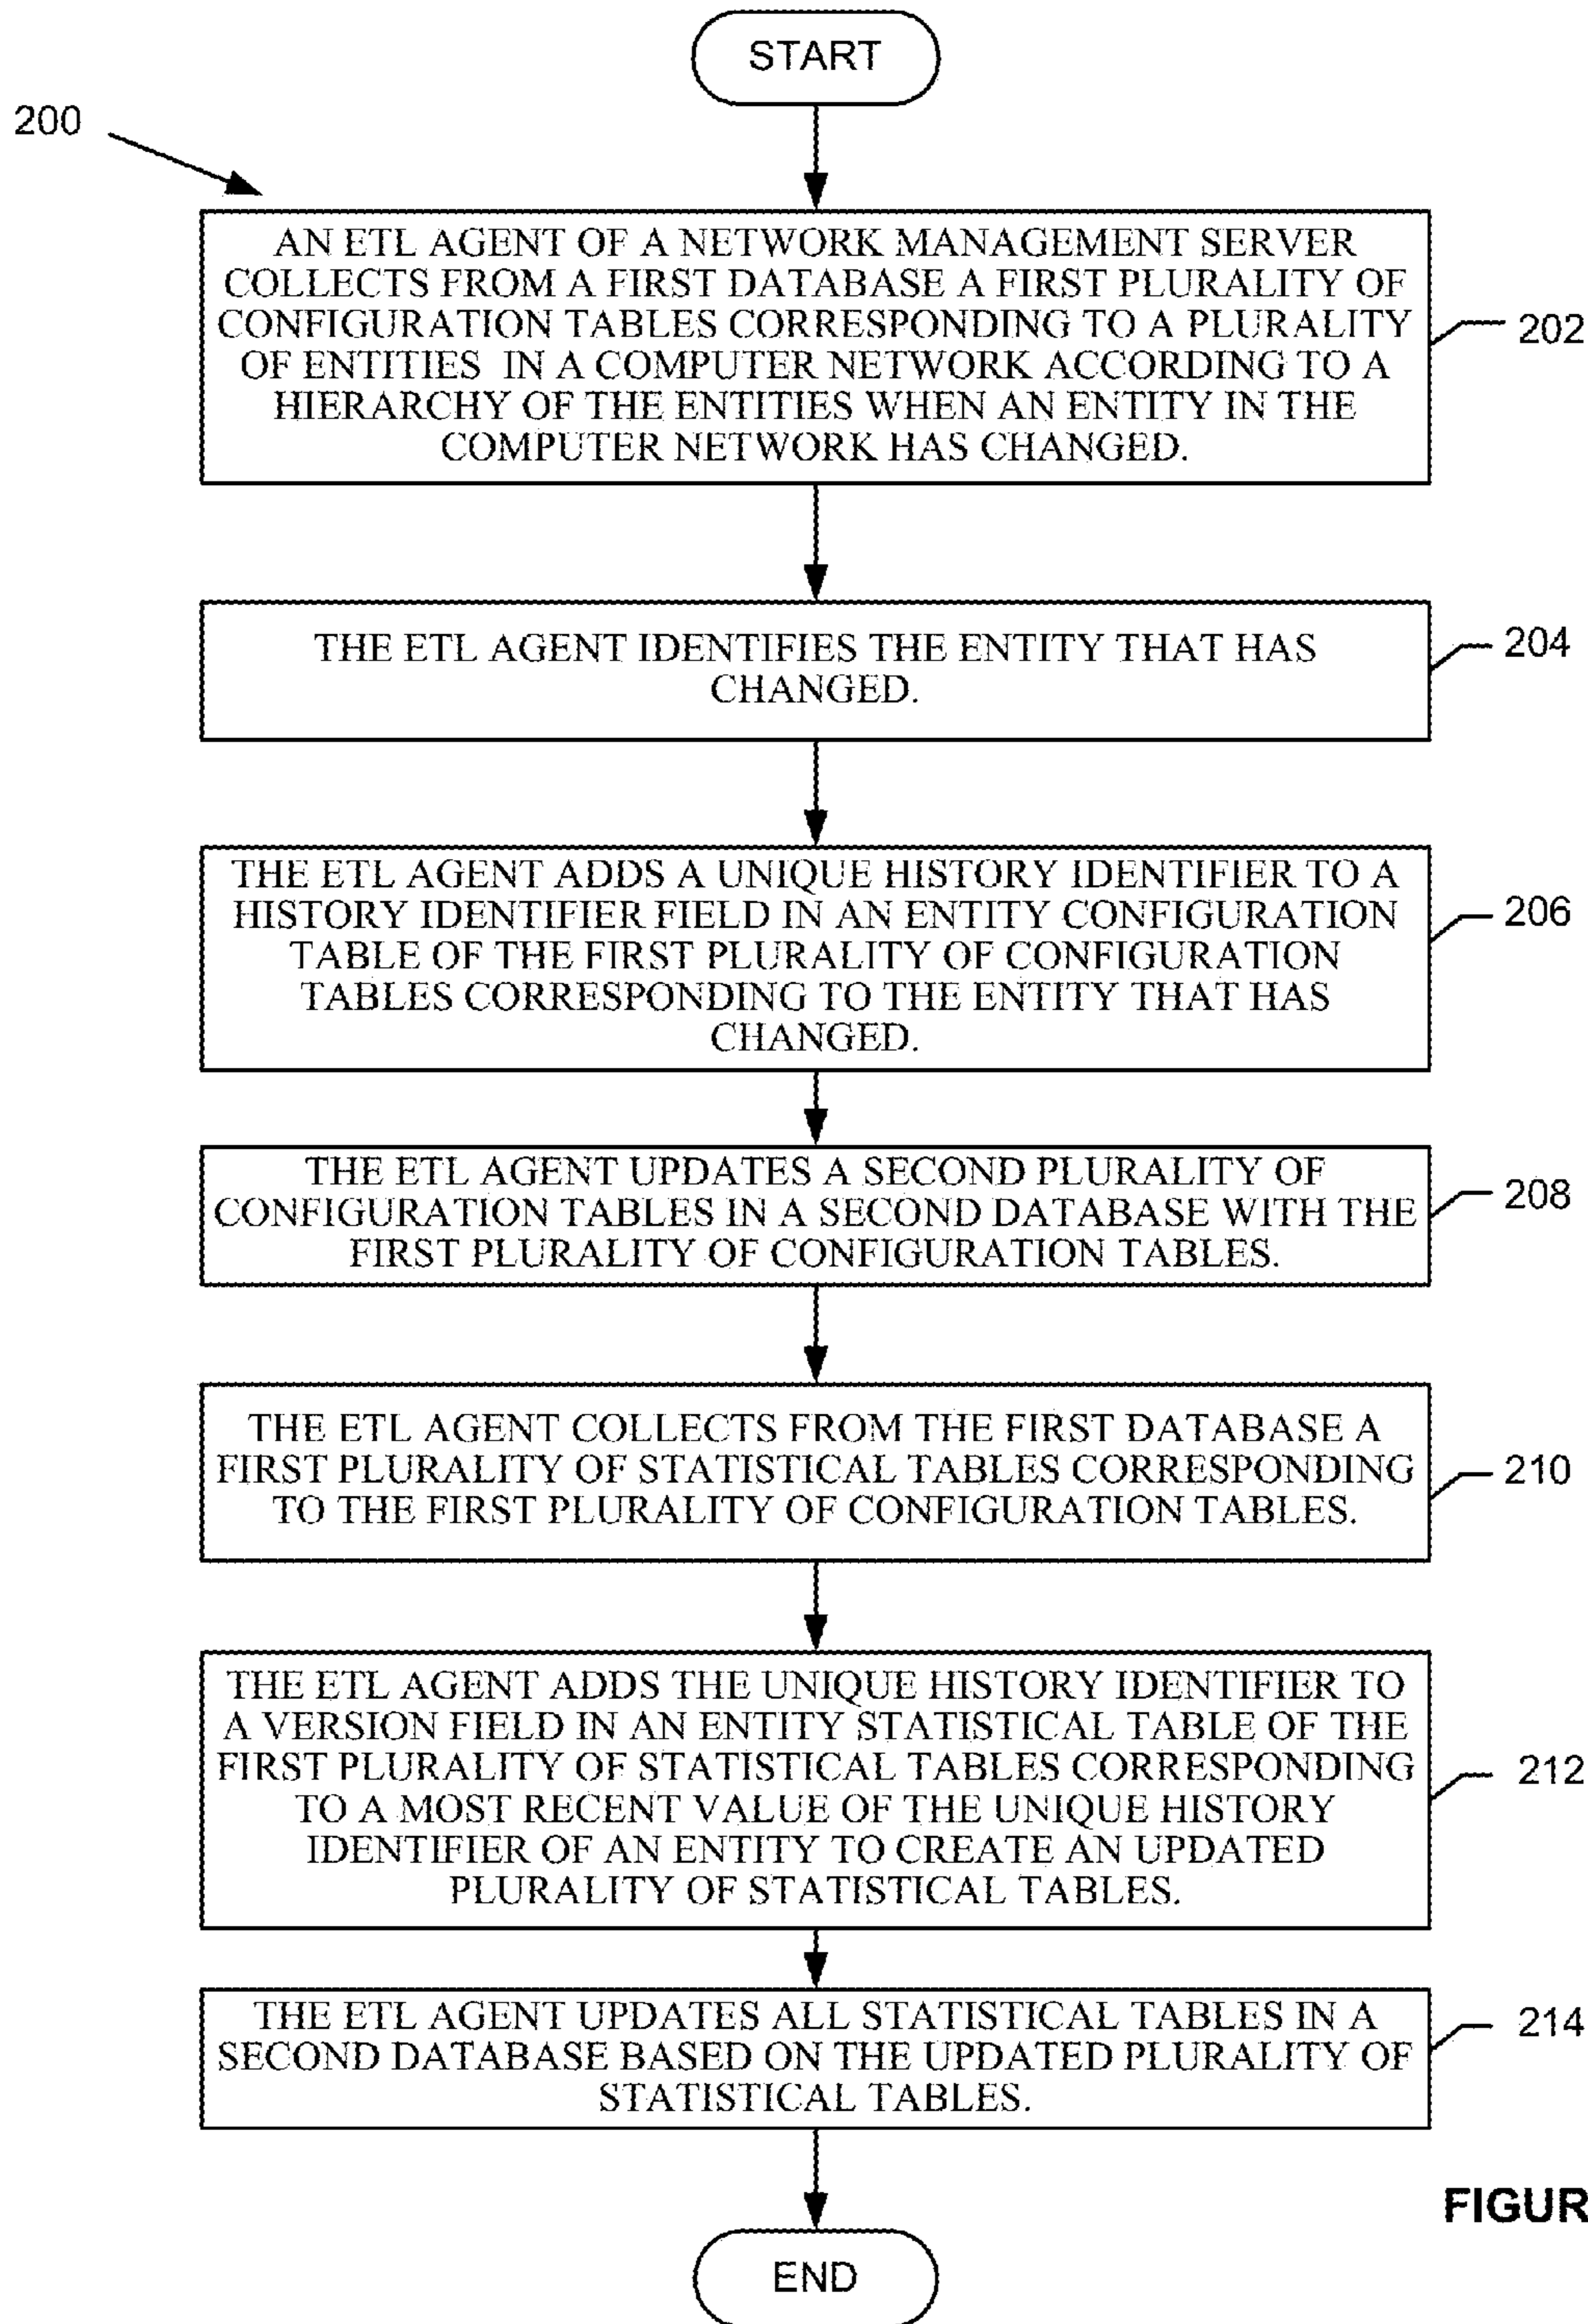 START
200
AN ETL AGENT OF A NETWORK MANAGEMENT SERVER
COLLECTS FROM A FIRST DATABASE A FIRST PLURALITY OF
CONFIGURATION TABLES CORRESPONDING TO A PLURALITY
OF ENTITIES IN A COMPUTER NETWORK ACCORDING TO A
HIERARCHY OF THE ENTITIES WHEN AN ENTITY IN THE
COMPUTER NETWORK HAS CHANGED.
202
THE ETL AGENT IDENTIFIES THE ENTITY THAT HAS
CHANGED.
204
THE ETL AGENT ADDS A UNIQUE HISTORY IDENTIFIER TO A
HISTORY IDENTIFIER FIELD IN AN ENTITY CONFIGURATION
TABLE OF THE FIRST PLURALITY OF CONFIGURATION
TABLES CORRESPONDING TO THE ENTITY THAT HAS
CHANGED.
206
THE ETL AGENT UPDATES A SECOND PLURALITY OF
CONFIGURATION TABLES IN A SECOND DATABASE WITH THE
FIRST PLURALITY OF CONFIGURATION TABLES.
208
THE ETL AGENT COLLECTS FROM THE FIRST DATABASE A
FIRST PLURALITY OF STATISTICAL TABLES CORRESPONDING
TO THE FIRST PLURALITY OF CONFIGURATION TABLES.
210
THE ETL AGENT ADDS THE UNIQUE HISTORY IDENTIFIER TO
A VERSION FIELD IN AN ENTITY STATISTICAL TABLE OF THE
FIRST PLURALITY OF STATISTICAL TABLES CORRESPONDING
TO A MOST RECENT VALUE OF THE UNIQUE HISTORY
IDENTIFIER OF AN ENTITY TO CREATE AN UPDATED
PLURALITY OF STATISTICAL TABLES.
212
THE ETL AGENT UPDATES ALL STATISTICAL TABLES IN A
SECOND DATABASE BASED ON THE UPDATED PLURALITY OF
STATISTICAL TABLES.
214
FIGUR
END